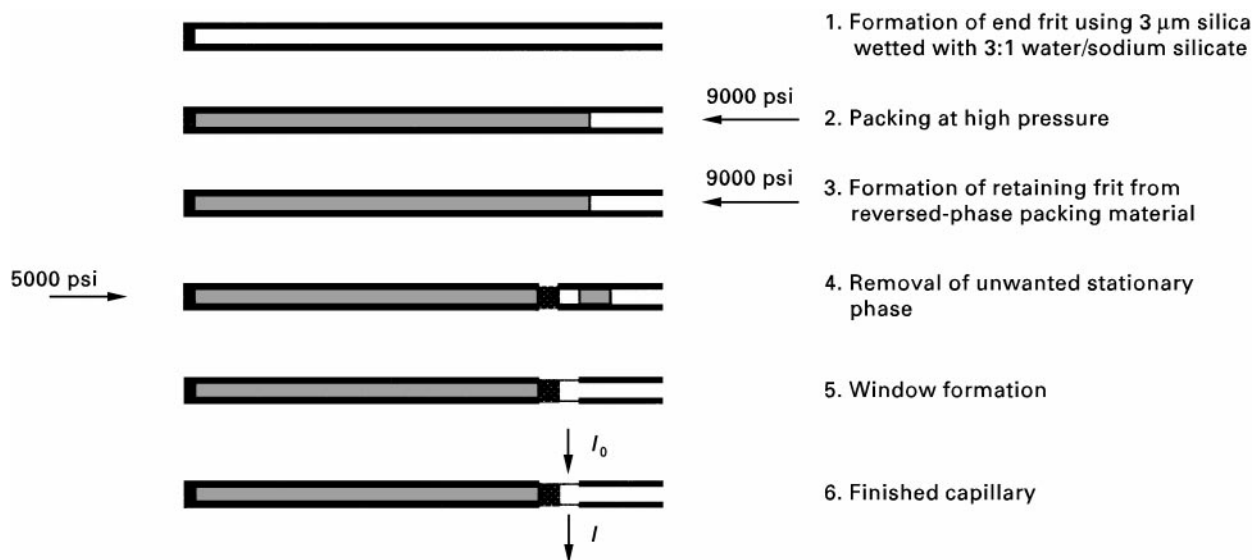 1. Formation of end frit using 3 μm silica
wetted with 3:1 water/sodium silicate
9000 psi
2. Packing at high pressure
9000 psi
3. Formation of retaining frit from
reversed-phase packing material
5000 psi
4. Removal of unwanted stationary
phase
5. Window formation
I₀
6. Finished capillary
I